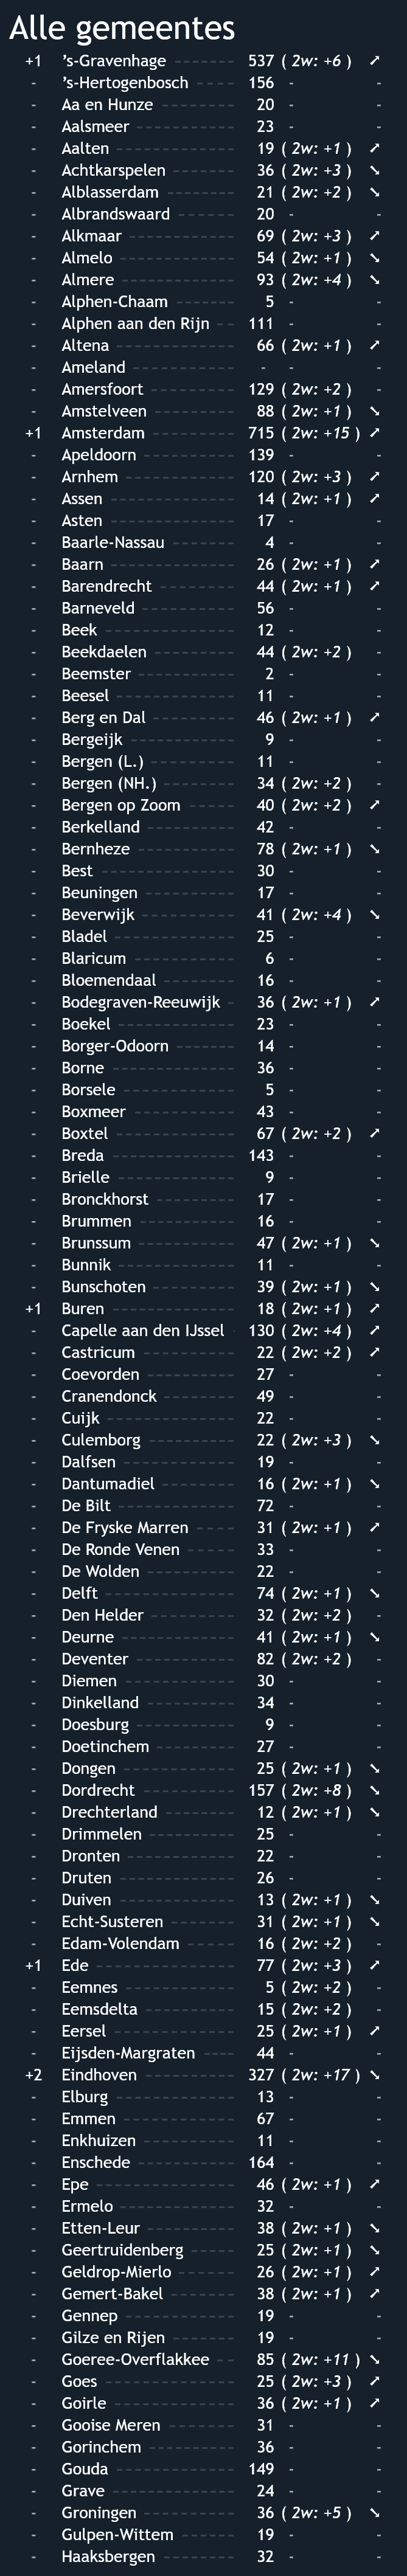 Alle gemeentes
+1 ’s-Gravenhage 537 ( 2w: +6 ) ➚
- ’s-Hertogenbosch 156 - -
- Aa en Hunze 20 - -
- Aalsmeer 23 - -
- Aalten 19 ( 2w: +1 ) ➚
- Achtkarspelen 36 ( 2w: +3 ) ➘
- Alblasserdam 21 ( 2w: +2 ) ➘
- Albrandswaard 20 - -
- Alkmaar 69 ( 2w: +3 ) ➚
- Almelo 54 ( 2w: +1 ) ➘
- Almere 93 ( 2w: +4 ) ➘
- Alphen-Chaam 5 - -
- Alphen aan den Rijn 111 - -
- Altena 66 ( 2w: +1 ) ➚
- Ameland - - -
- Amersfoort 129 ( 2w: +2 ) -
- Amstelveen 88 ( 2w: +1 ) ➘
+1 Amsterdam 715 ( 2w: +15 ) ➚
- Apeldoorn 139 - -
- Arnhem 120 ( 2w: +3 ) ➚
- Assen 14 ( 2w: +1 ) ➚
- Asten 17 - -
- Baarle-Nassau 4 - -
- Baarn 26 ( 2w: +1 ) ➚
- Barendrecht 44 ( 2w: +1 ) ➚
- Barneveld 56 - -
- Beek 12 - -
- Beekdaelen 44 ( 2w: +2 ) -
- Beemster 2 - -
- Beesel 11 - -
- Berg en Dal 46 ( 2w: +1 ) ➚
- Bergeijk 9 - -
- Bergen (L.) 11 - -
- Bergen (NH.) 34 ( 2w: +2 ) -
- Bergen op Zoom 40 ( 2w: +2 ) ➚
- Berkelland 42 - -
- Bernheze 78 ( 2w: +1 ) ➘
- Best 30 - -
- Beuningen 17 - -
- Beverwijk 41 ( 2w: +4 ) ➘
- Bladel 25 - -
- Blaricum 6 - -
- Bloemendaal 16 - -
- Bodegraven-Reeuwijk 36 ( 2w: +1 ) ➚
- Boekel 23 - -
- Borger-Odoorn 14 - -
- Borne 36 - -
- Borsele 5 - -
- Boxmeer 43 - -
- Boxtel 67 ( 2w: +2 ) ➚
- Breda 143 - -
- Brielle 9 - -
- Bronckhorst 17 - -
- Brummen 16 - -
- Brunssum 47 ( 2w: +1 ) ➘
- Bunnik 11 - -
- Bunschoten 39 ( 2w: +1 ) ➘
+1 Buren 18 ( 2w: +1 ) ➚
- Capelle aan den IJssel 130 ( 2w: +4 ) ➚
- Castricum 22 ( 2w: +2 ) ➚
- Coevorden 27 - -
- Cranendonck 49 - -
- Cuijk 22 - -
- Culemborg 22 ( 2w: +3 ) ➘
- Dalfsen 19 - -
- Dantumadiel 16 ( 2w: +1 ) ➘
- De Bilt 72 - -
- De Fryske Marren 31 ( 2w: +1 ) ➚
- De Ronde Venen 33 - -
- De Wolden 22 - -
- Delft 74 ( 2w: +1 ) ➘
- Den Helder 32 ( 2w: +2 ) -
- Deurne 41 ( 2w: +1 ) ➘
- Deventer 82 ( 2w: +2 ) -
- Diemen 30 - -
- Dinkelland 34 - -
- Doesburg 9 - -
- Doetinchem 27 - -
- Dongen 25 ( 2w: +1 ) ➘
- Dordrecht 157 ( 2w: +8 ) ➘
- Drechterland 12 ( 2w: +1 ) ➘
- Drimmelen 25 - -
- Dronten 22 - -
- Druten 26 - -
- Duiven 13 ( 2w: +1 ) ➘
- Echt-Susteren 31 ( 2w: +1 ) ➘
- Edam-Volendam 16 ( 2w: +2 ) -
+1 Ede 77 ( 2w: +3 ) ➚
- Eemnes 5 ( 2w: +2 ) -
- Eemsdelta 15 ( 2w: +2 ) -
- Eersel 25 ( 2w: +1 ) ➚
- Eijsden-Margraten 44 - -
+2 Eindhoven 327 ( 2w: +17 ) ➘
- Elburg 13 - -
- Emmen 67 - -
- Enkhuizen 11 - -
- Enschede 164 - -
- Epe 46 ( 2w: +1 ) ➚
- Ermelo 32 - -
- Etten-Leur 38 ( 2w: +1 ) ➘
- Geertruidenberg 25 ( 2w: +1 ) ➘
- Geldrop-Mierlo 26 ( 2w: +1 ) ➚
- Gemert-Bakel 38 ( 2w: +1 ) ➚
- Gennep 19 - -
- Gilze en Rijen 19 - -
- Goeree-Overflakkee 85 ( 2w: +11 ) ➘
- Goes 25 ( 2w: +3 ) ➚
- Goirle 36 ( 2w: +1 ) ➚
- Gooise Meren 31 - -
- Gorinchem 36 - -
- Gouda 149 - -
- Grave 24 - -
- Groningen 36 ( 2w: +5 ) ➘
- Gulpen-Wittem 19 - -
- Haaksbergen 32 - -